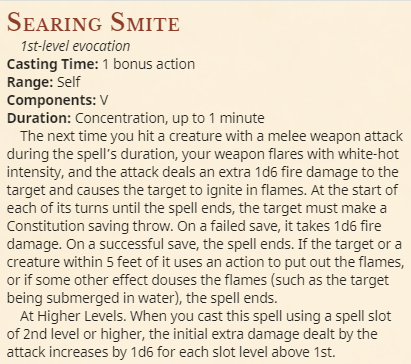 Searing Smite
1st-level evocation
Casting Time: 1 bonus action
Range: Self
Components: V
Duration: Concentration, up to 1 minute
The next time you hit a creature with a melee weapon attack
during the spell's duration, your weapon flares with white-hot
intensity, and the attack deals an extra 1d6 fire damage to the
target and causes the target to ignite in flames. At the start of
each of its turns until the spell ends, the target must make a
Constitution saving throw. On a failed save, it takes 1d6 fire
damage. On a successful save, the spell ends. If the target or a
creature within 5 feet of it uses an action to put out the flames,
or if some other effect douses the flames (such as the target
being submerged in water), the spell ends.
At Higher Levels. When you cast this spell using a spell slot
of 2nd level or higher, the initial extra damage dealt by the
attack increases by 1d6 for each slot level above 1st.